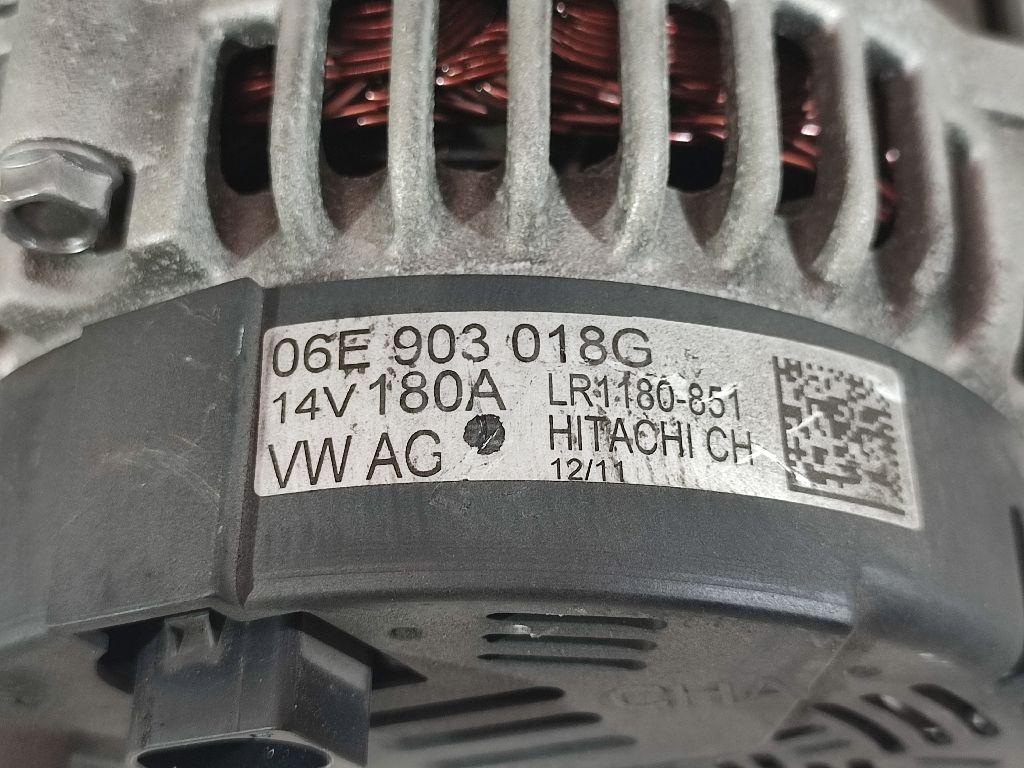 06E 903 018G
14V 180A LR1180-851
VW AG HITACHI CH
12/11